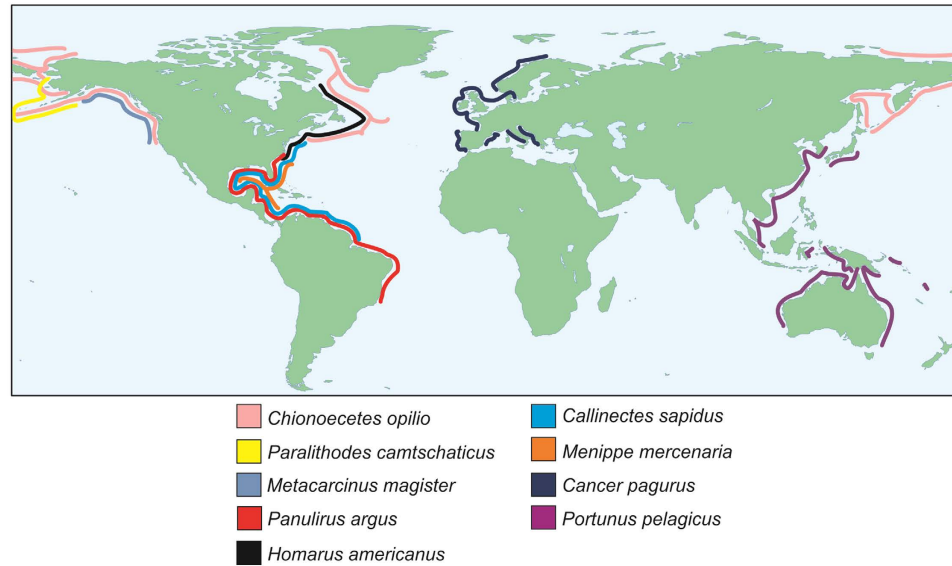 Chionoecetes opilio
Paralithodes camtschaticus
Metacarcinus magister
Panulirus argus
Homarus americanus
Callinectes sapidus
Menippe mercenaria
Cancer pagurus
Portunus pelagicus